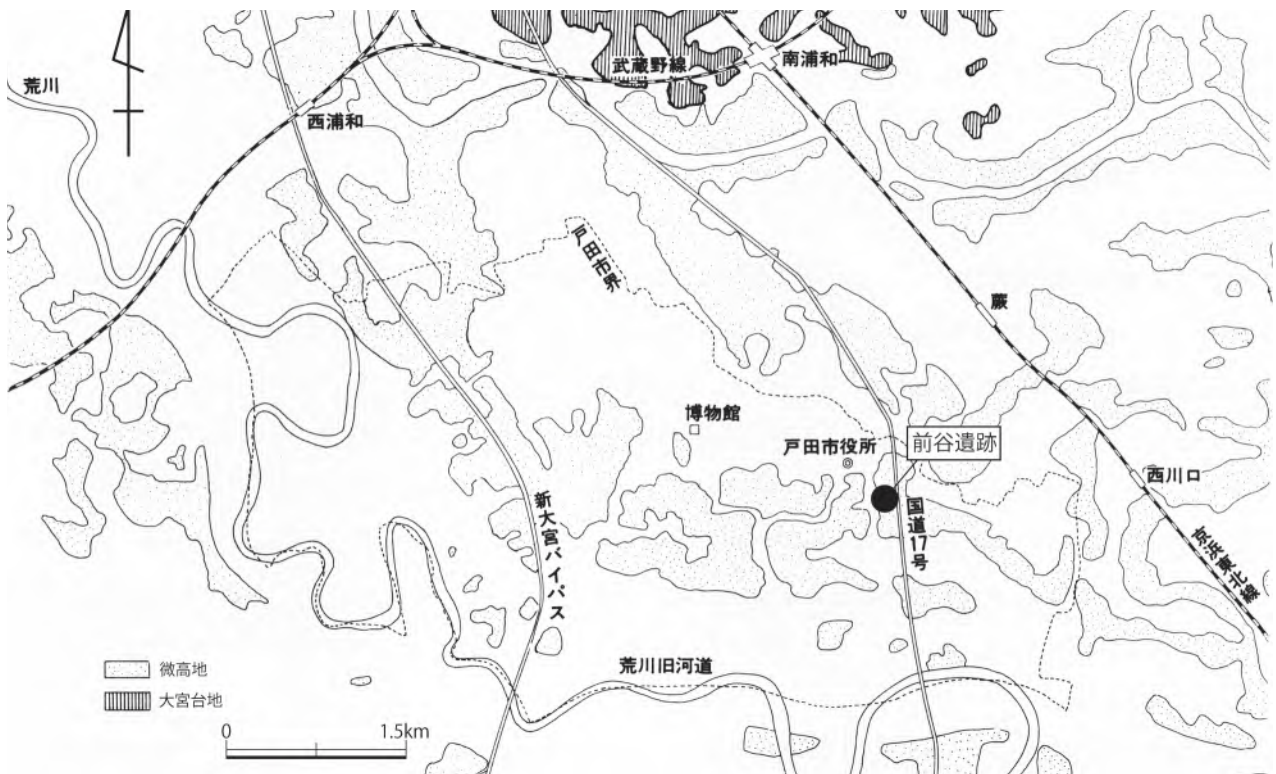 荒川
武蔵野線
南浦和
西浦和
戸田市界
蕨
博物館
戸田市役所
前谷遺跡
西川口
新大宮バイパス
国道17号
京浜東北線
荒川旧河道
微高地
大宮台地
0
1.5km